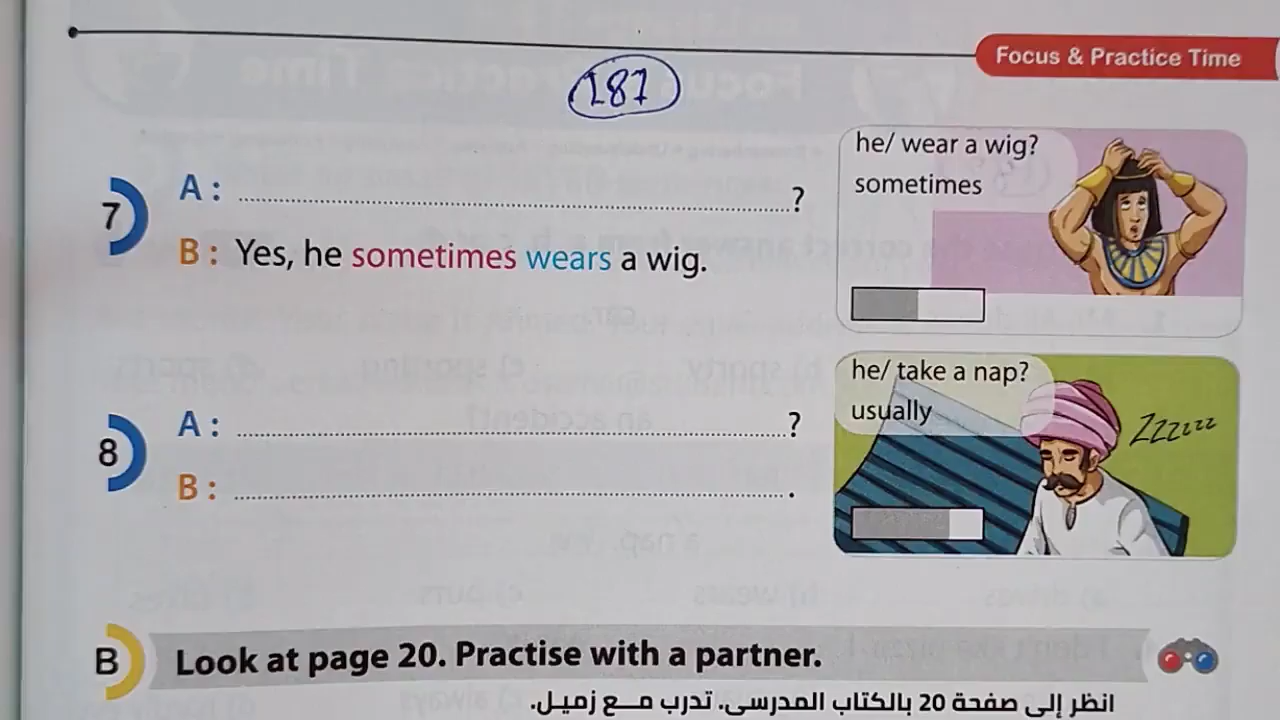 Focus & Practice Time
187
he/ wear a wig?
sometimes
7
A : ?
B : Yes, he sometimes wears a wig.
he/ take a nap?
usually
Zzzzzz
8
A : ?
B : .
B Look at page 20. Practise with a partner.
انظر إلى صفحة 20 بالكتاب المدرسى. تدرب مـع زميل.